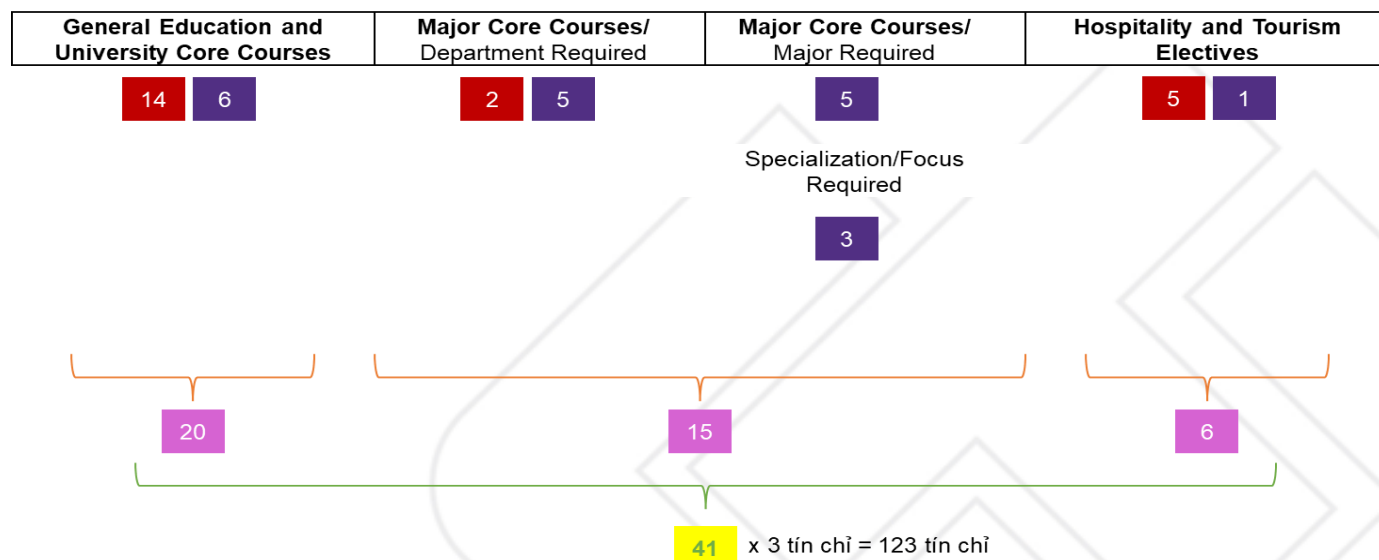 General Education and
University Core Courses
Major Core Courses/
Department Required
Major Core Courses/
Major Required
Hospitality and Tourism
Electives
14 6
2 5
5
5 1
Specialization/Focus
Required
3
20
15
6
41 x 3 tín chỉ = 123 tín chỉ